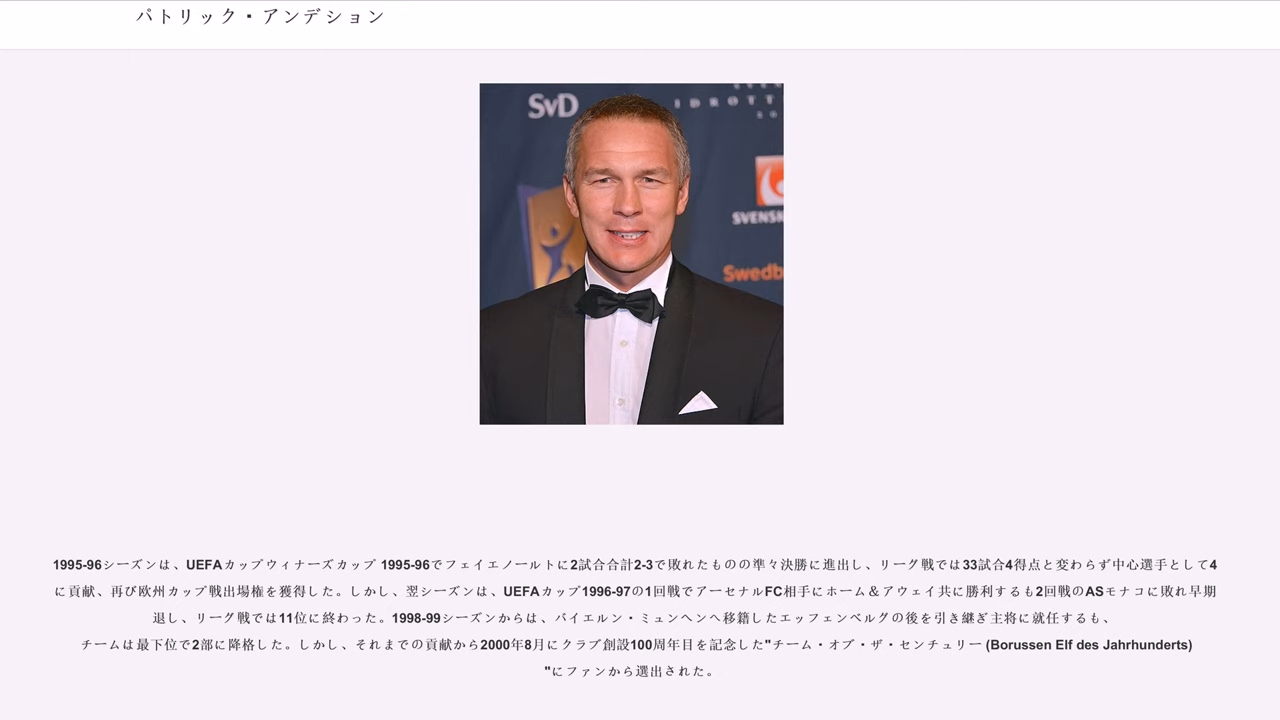 パトリック・アンデション
SvD
IDROTT
SVENSK
Swedb
1995-96シーズンは、UEFAカップウィナーズカップ 1995-96でフェイエノールトに2試合合計2-3で敗れたものの準々決勝に進出し、リーグ戦では33試合4得点と変わらず中心選手として4
に貢献、再び欧州カップ戦出場権を獲得した。しかし、翌シーズンは、UEFAカップ1996-97の1回戦でアーセナルFC相手にホーム＆アウェイ共に勝利するも2回戦のASモナコに敗れ早期
退し、リーグ戦では11位に終わった。1998-99シーズンからは、バイエルン・ミュンヘンへ移籍したエッフェンベルグの後を引き継ぎ主将に就任するも、
チームは最下位で2部に降格した。しかし、それまでの貢献から2000年8月にクラブ創設100周年目を記念した"チーム・オブ・ザ・センチュリー (Borussen Elf des Jahrhunderts)
"にファンから選出された。